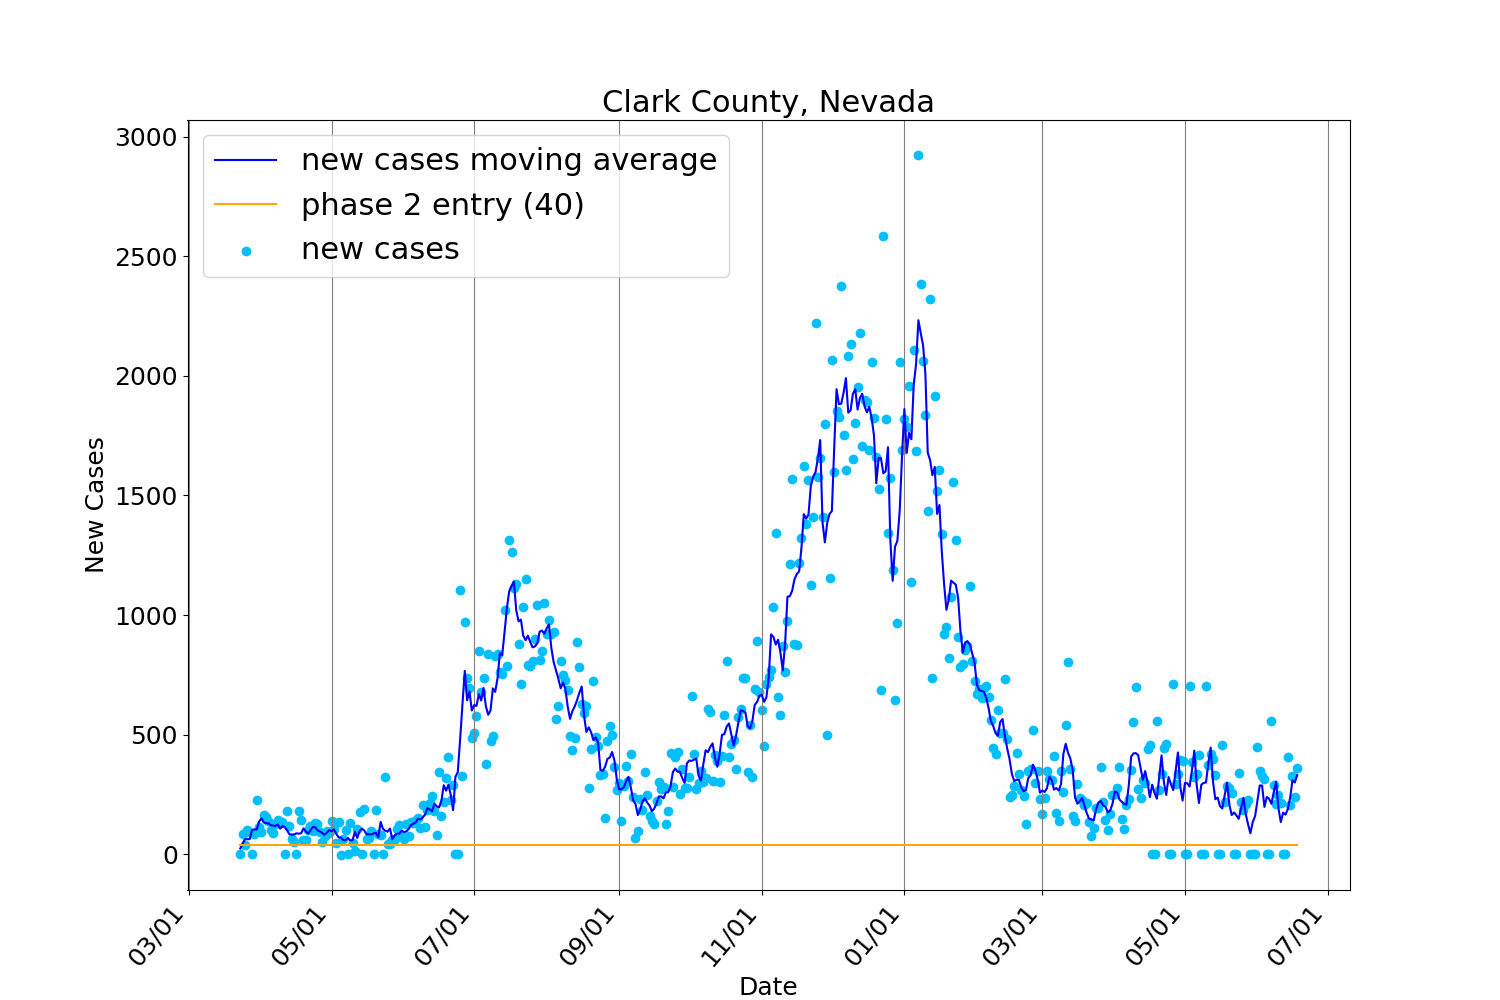 Clark County, Nevada
new cases moving average
phase 2 entry (40)
new cases
3000
2500
2000
1500
1000
500
0
New Cases
03/01
05/01
07/01
09/01
11/01
01/01
03/01
05/01
07/01
Date